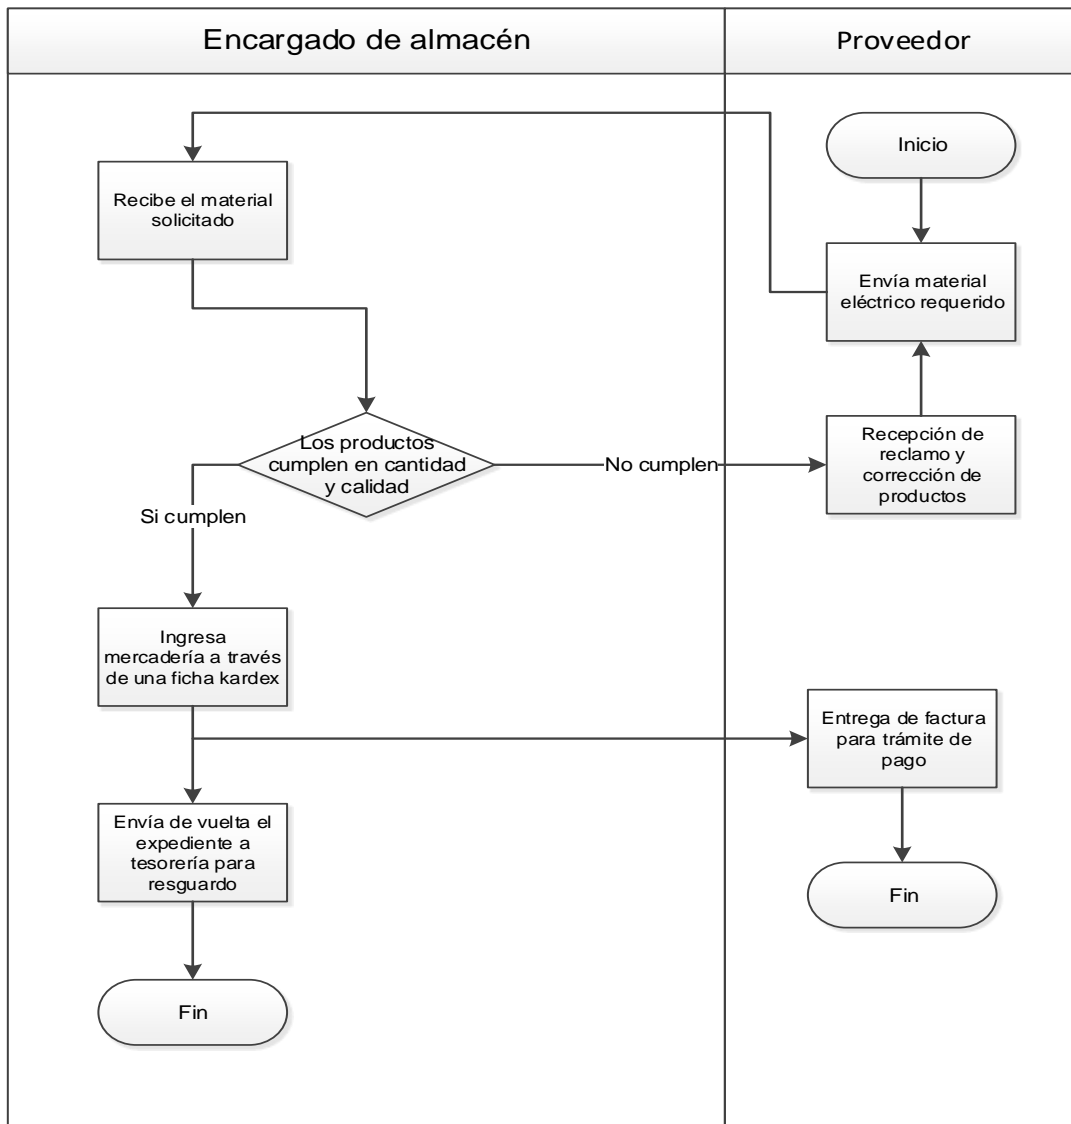 Encargado de almacén
Proveedor
Inicio
Recibe el material
solicitado
Envía material
eléctrico requerido
Los productos
cumplen en cantidad
y calidad
No cumplen
Recepción de
reclamo y
corrección de
productos
Si cumplen
Ingresa
mercadería a través
de una ficha kardex
Entrega de factura
para trámite de
pago
Envía de vuelta el
expediente a
tesorería para
resguardo
Fin
Fin